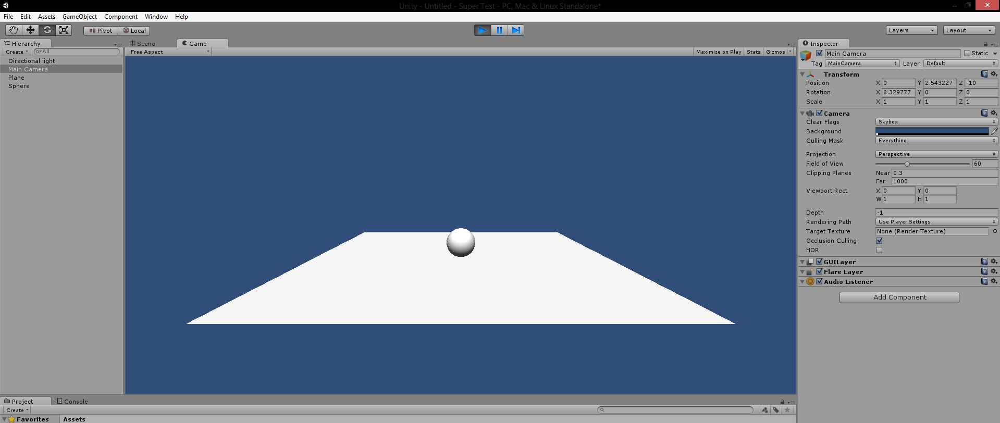 Unity - Untitled - Super Test - PC, Mac & Linux Standalone*
File Edit Assets GameObject Component Window Help
Pivot Local Layers Layout
Hierarchy
Create All
Directional light
Main Camera
Plane
Sphere
Scene Game
Free Aspect Maximize on Play Stats Gizmos
Inspector
Main Camera Static
Tag MainCamera Layer Default
Transform
Position X 0 Y 2.543227 Z -10
Rotation X 8.329777 Y 0 Z 0
Scale X 1 Y 1 Z 1
Camera
Clear Flags Skybox
Background
Culling Mask Everything
Projection Perspective
Field of View 60
Clipping Planes Near 0.3
Far 1000
Viewport Rect X 0 Y 0
W 1 H 1
Depth -1
Rendering Path Use Player Settings
Target Texture None (Render Texture)
Occlusion Culling
HDR
GUILayer
Flare Layer
Audio Listener
Add Component
Project Console
Create
Favorites Assets